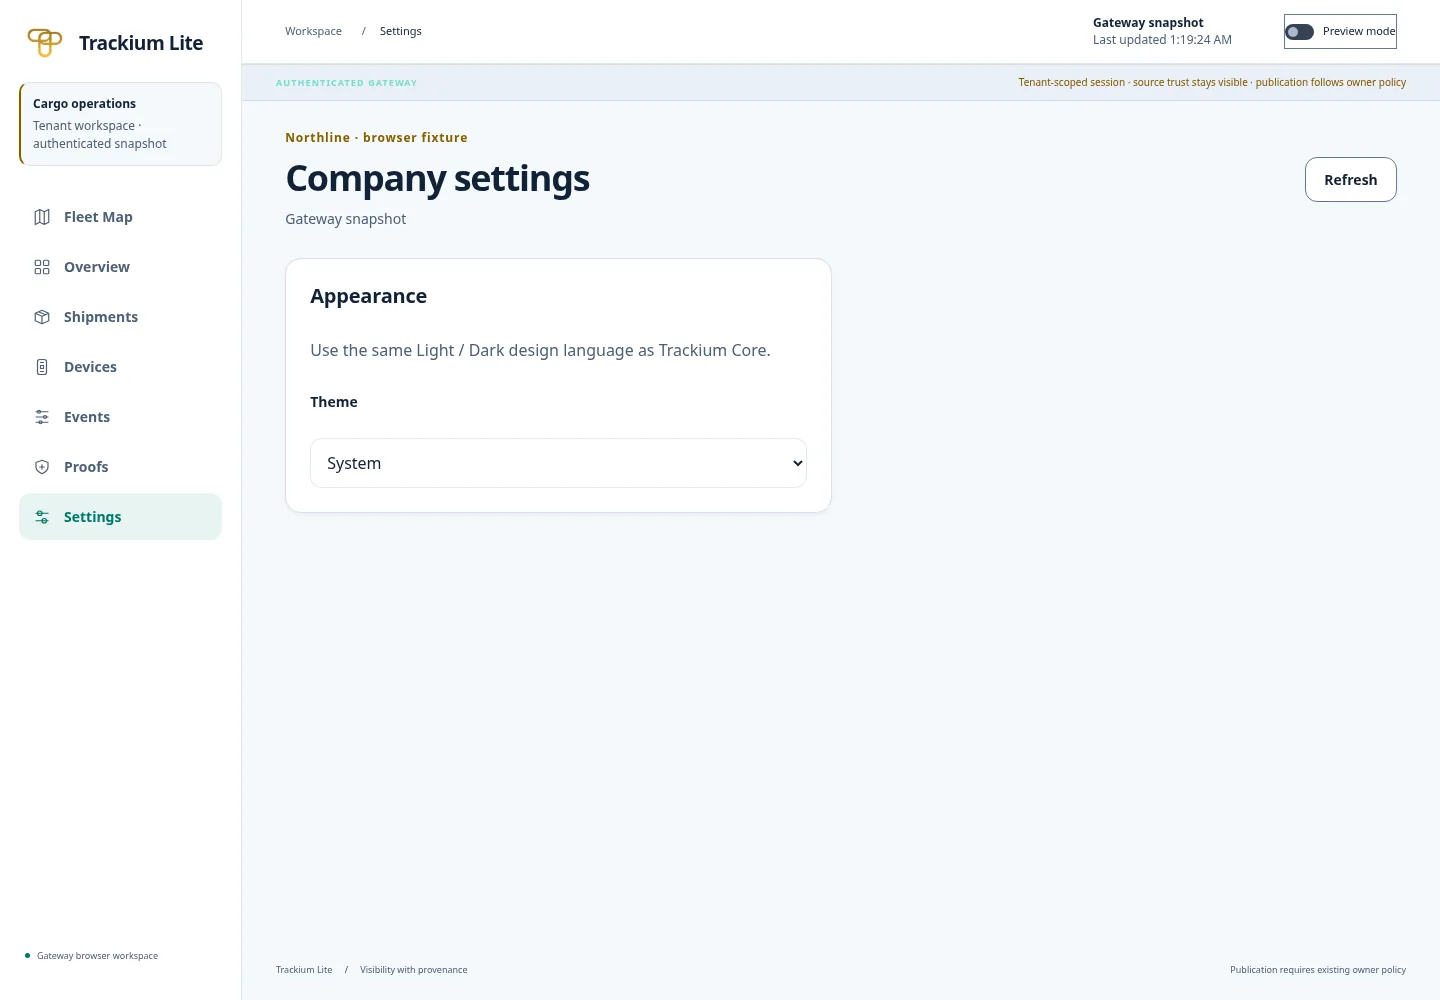 Trackium Lite
Cargo operations
Tenant workspace ·
authenticated snapshot
Fleet Map
Overview
Shipments
Devices
Events
Proofs
Settings
Gateway browser workspace
Workspace / Settings
Gateway snapshot
Last updated 1:19:24 AM
Preview mode
AUTHENTICATED GATEWAY
Tenant-scoped session · source trust stays visible · publication follows owner policy
Northline · browser fixture
Company settings
Gateway snapshot
Refresh
Appearance
Use the same Light / Dark design language as Trackium Core.
Theme
System
Trackium Lite / Visibility with provenance
Publication requires existing owner policy